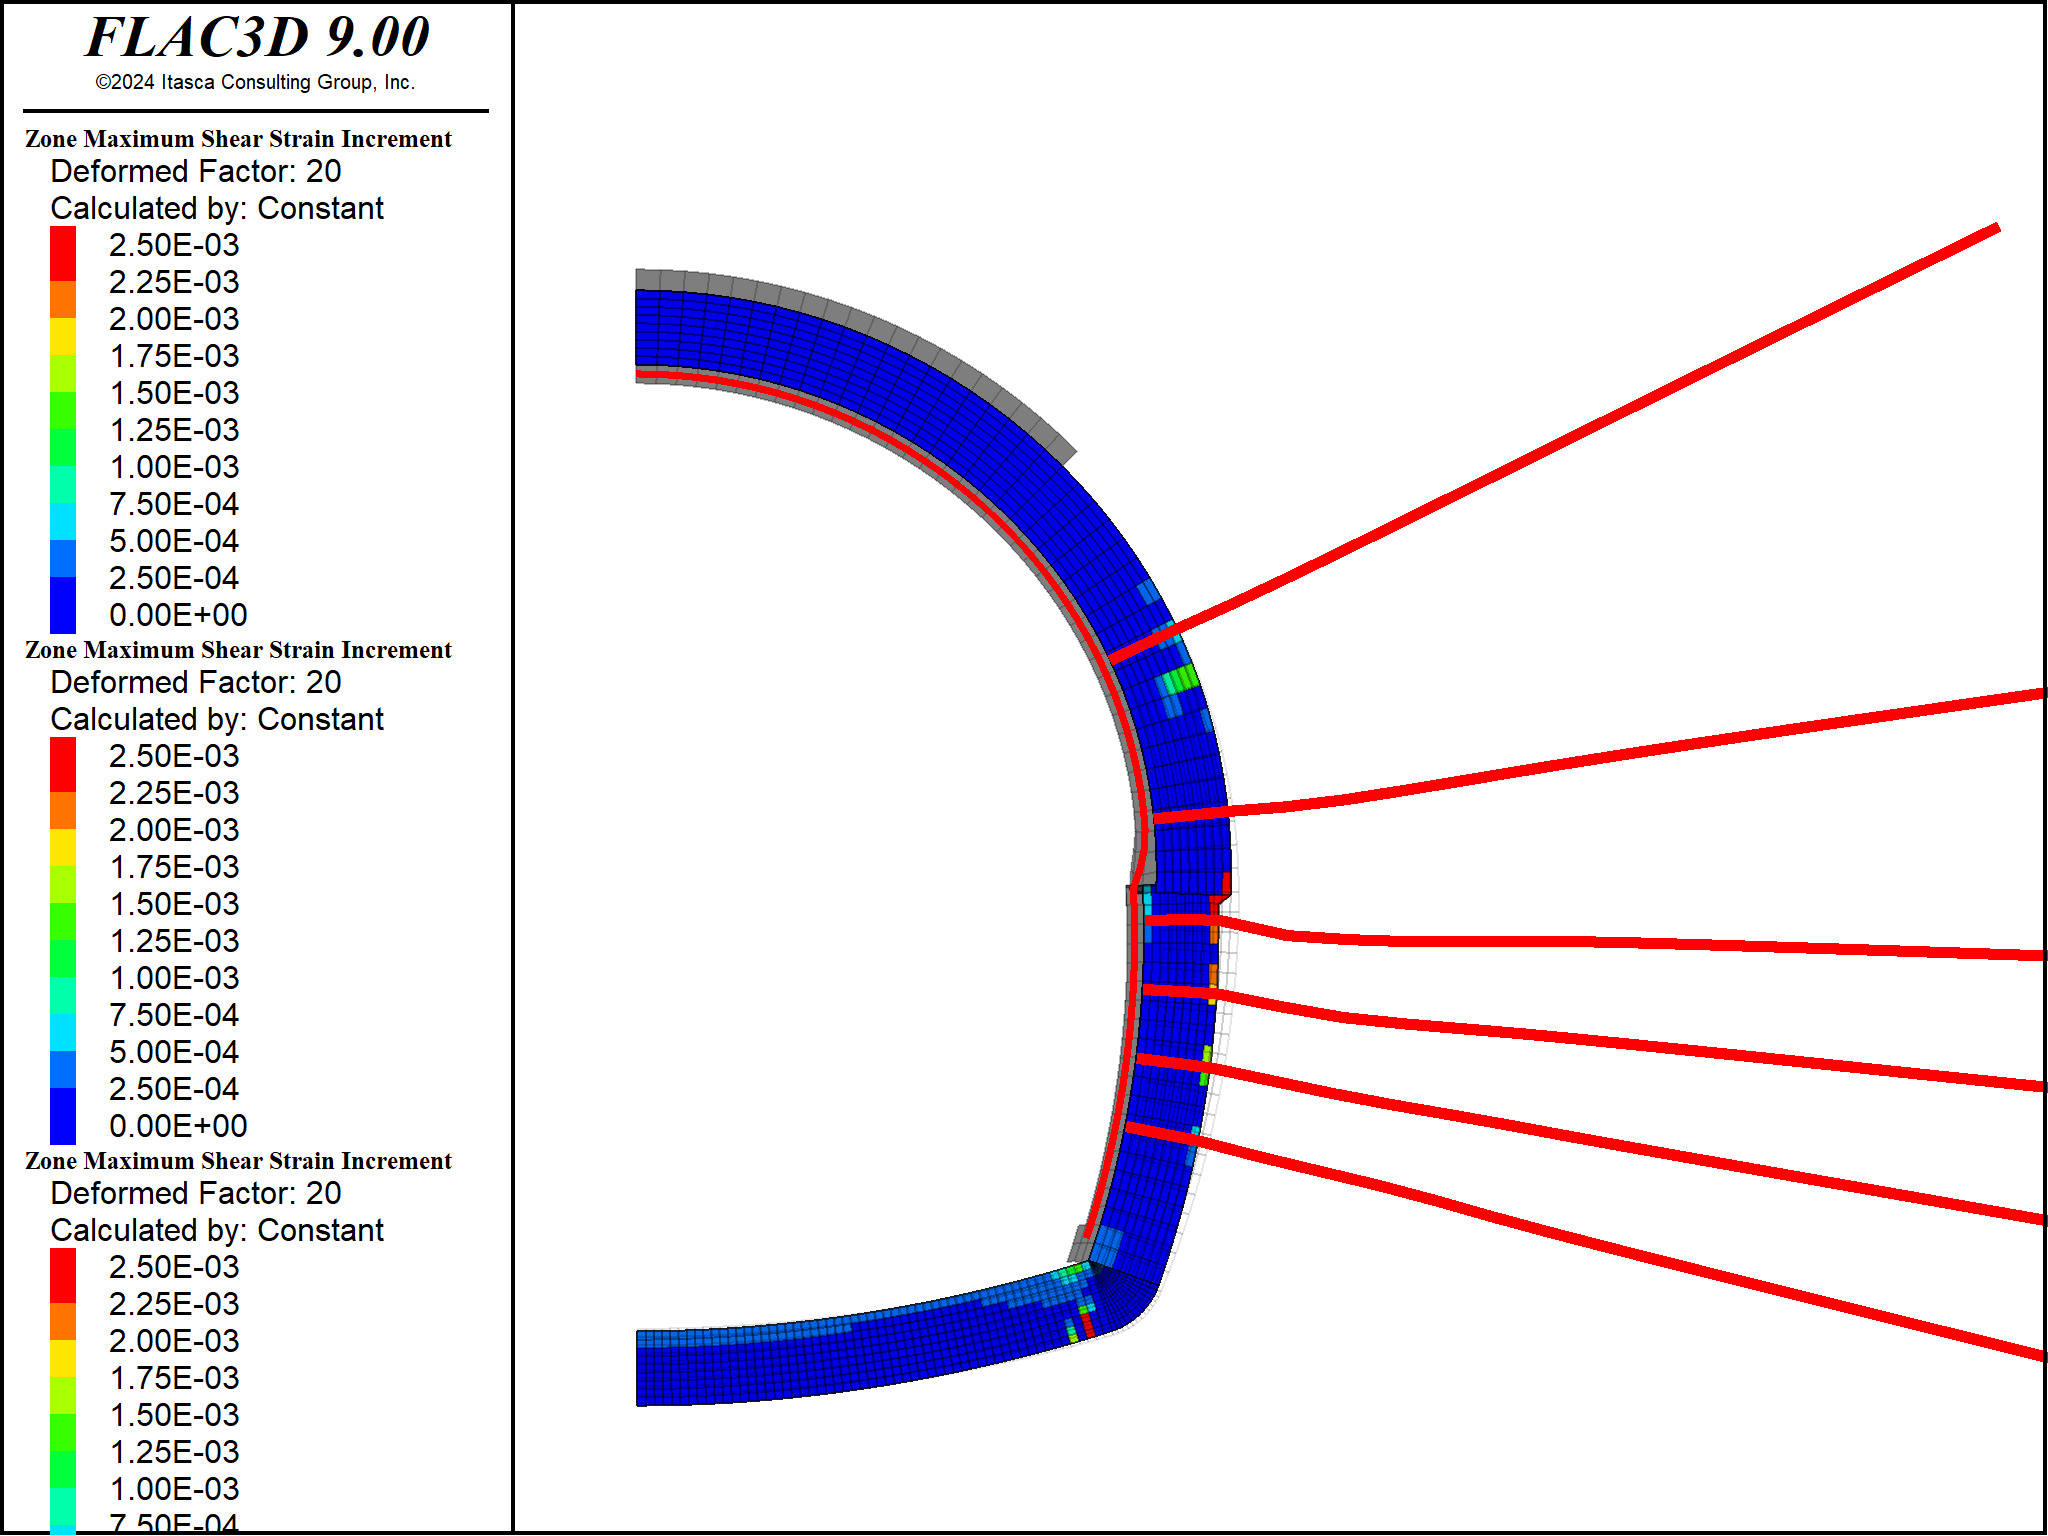 FLAC3D 9.00
©2024 Itasca Consulting Group, Inc.
Zone Maximum Shear Strain Increment
Deformed Factor: 20
Calculated by: Constant
2.50E-03
2.25E-03
2.00E-03
1.75E-03
1.50E-03
1.25E-03
1.00E-03
7.50E-04
5.00E-04
2.50E-04
0.00E+00
Zone Maximum Shear Strain Increment
Deformed Factor: 20
Calculated by: Constant
2.50E-03
2.25E-03
2.00E-03
1.75E-03
1.50E-03
1.25E-03
1.00E-03
7.50E-04
5.00E-04
2.50E-04
0.00E+00
Zone Maximum Shear Strain Increment
Deformed Factor: 20
Calculated by: Constant
2.50E-03
2.25E-03
2.00E-03
1.75E-03
1.50E-03
1.25E-03
1.00E-03
7.50E-04